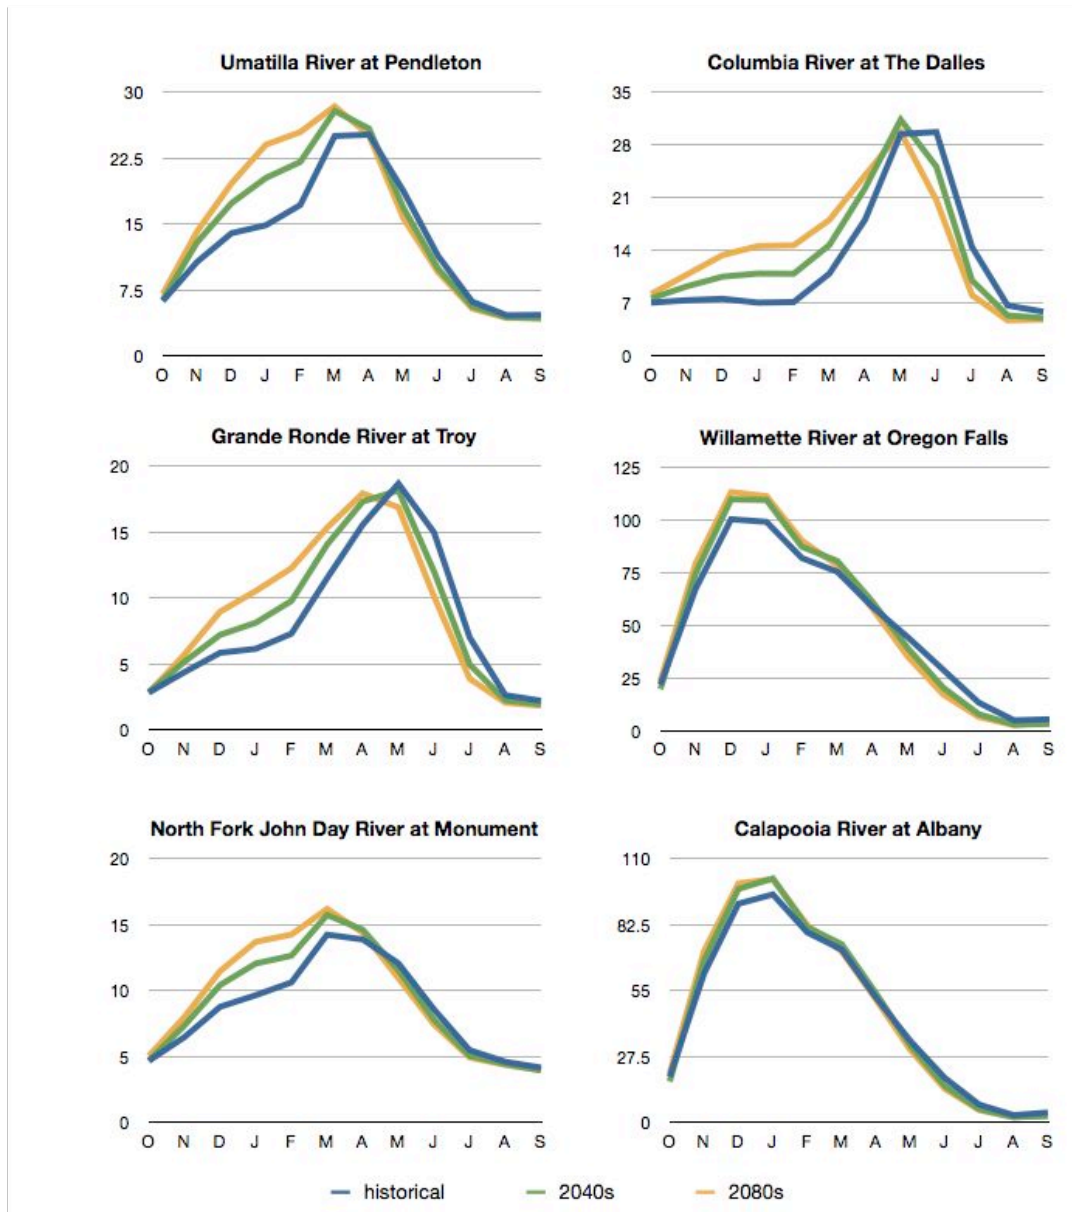 Umatilla River at Pendleton
30
22.5
15
7.5
0
O N D J F M A M J J A S
Columbia River at The Dalles
35
28
21
14
7
0
O N D J F M A M J J A S
Grande Ronde River at Troy
20
15
10
5
0
O N D J F M A M J J A S
Willamette River at Oregon Falls
125
100
75
50
25
0
O N D J F M A M J J A S
North Fork John Day River at Monument
20
15
10
5
0
O N D J F M A M J J A S
Calapooia River at Albany
110
82.5
55
27.5
0
O N D J F M A M J J A S
historical 2040s 2080s